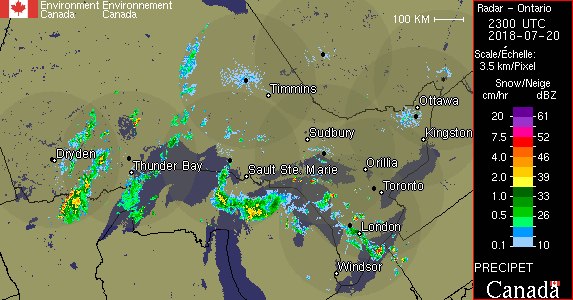 Environment Environnement
Canada Canada
100 KM
Timmins
Ottawa
Sudbury
Kingston
Dryden
Thunder Bay
Sault Ste. Marie
Orillia
Toronto
London
Windsor
Radar - Ontario
2300 UTC
2018-07-20
Scale/Échelle:
3.5 km/Pixel
Snow/Neige
cm/hr dBZ
20 61
7.5 52
4.0 46
2.0 39
1.0 33
0.5 26
0.1 10
PRECIPET
Canada